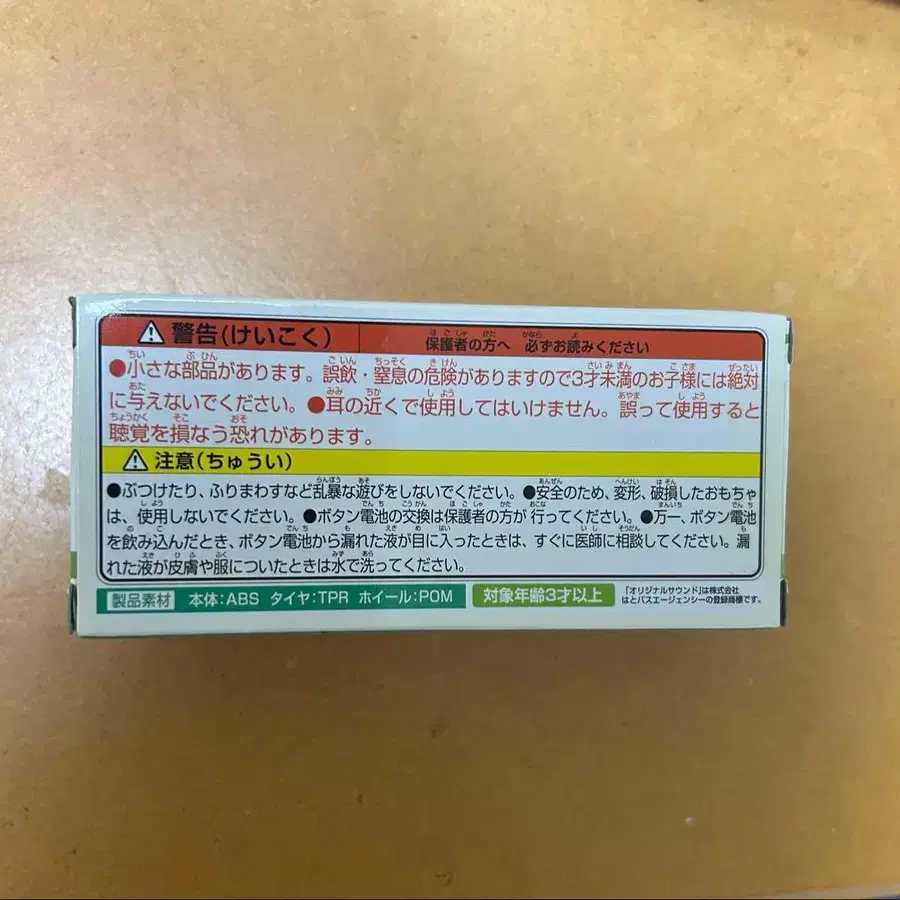 警告(けいこく) 保護者の方へ 必ずお読みください
●小さな部品があります。誤飲・窒息の危険がありますので3才未満のお子様には絶対
に与えないでください。●耳の近くで使用してはいけません。誤って使用すると
聴覚を損なう恐れがあります。
注意(ちゅうい)
●ぶつけたり、ふりまわすなど乱暴な遊びをしないでください。●安全のため、変形、破損したおもちゃ
は、使用しないでください。●ボタン電池の交換は保護者の方が行ってください。●万一、ボタン電池
を飲み込んだとき、ボタン電池から漏れた液が目に入ったときは、すぐに医師に相談してください。漏
れた液が皮膚や服についたときは水で洗ってください。
製品素材 本体:ABS タイヤ:TPR ホイール:POM 対象年齢3才以上
「オリジナルサウンド」は株式会社
はとバスエージェンシーの登録商標です。